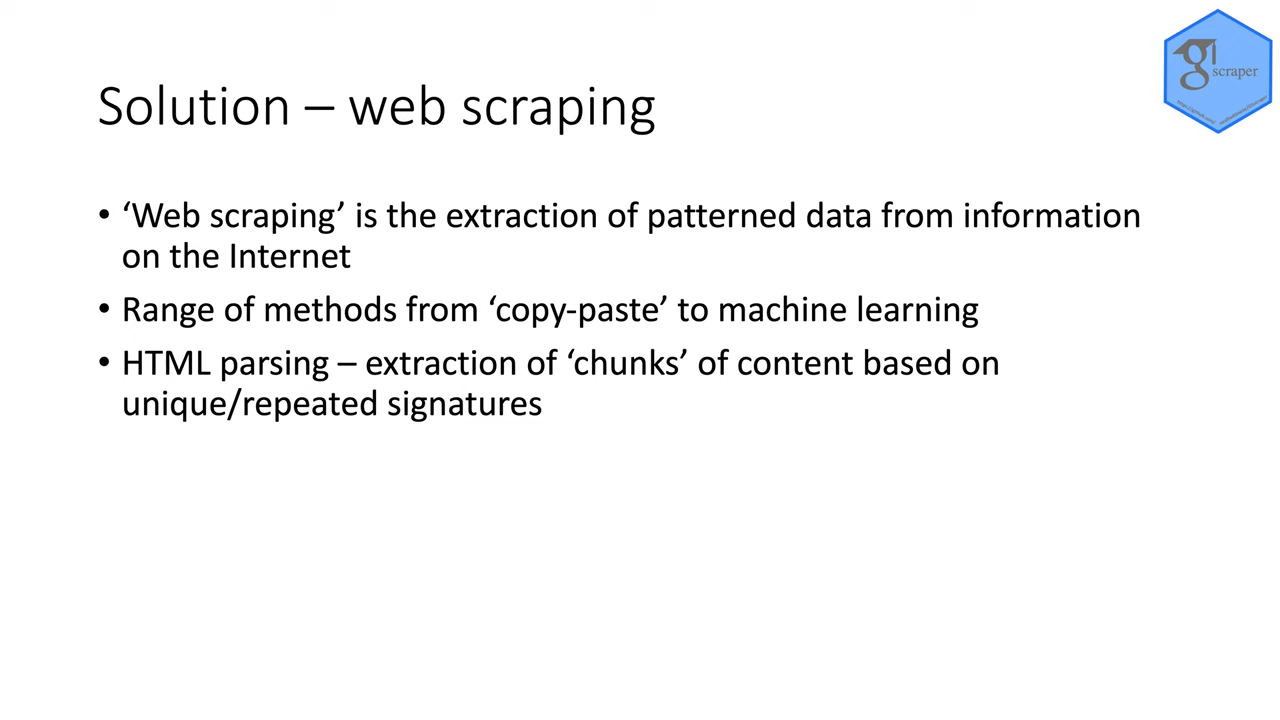 Solution – web scraping
• ‘Web scraping’ is the extraction of patterned data from information
on the Internet
• Range of methods from ‘copy-paste’ to machine learning
• HTML parsing – extraction of ‘chunks’ of content based on
unique/repeated signatures
gs
scraper